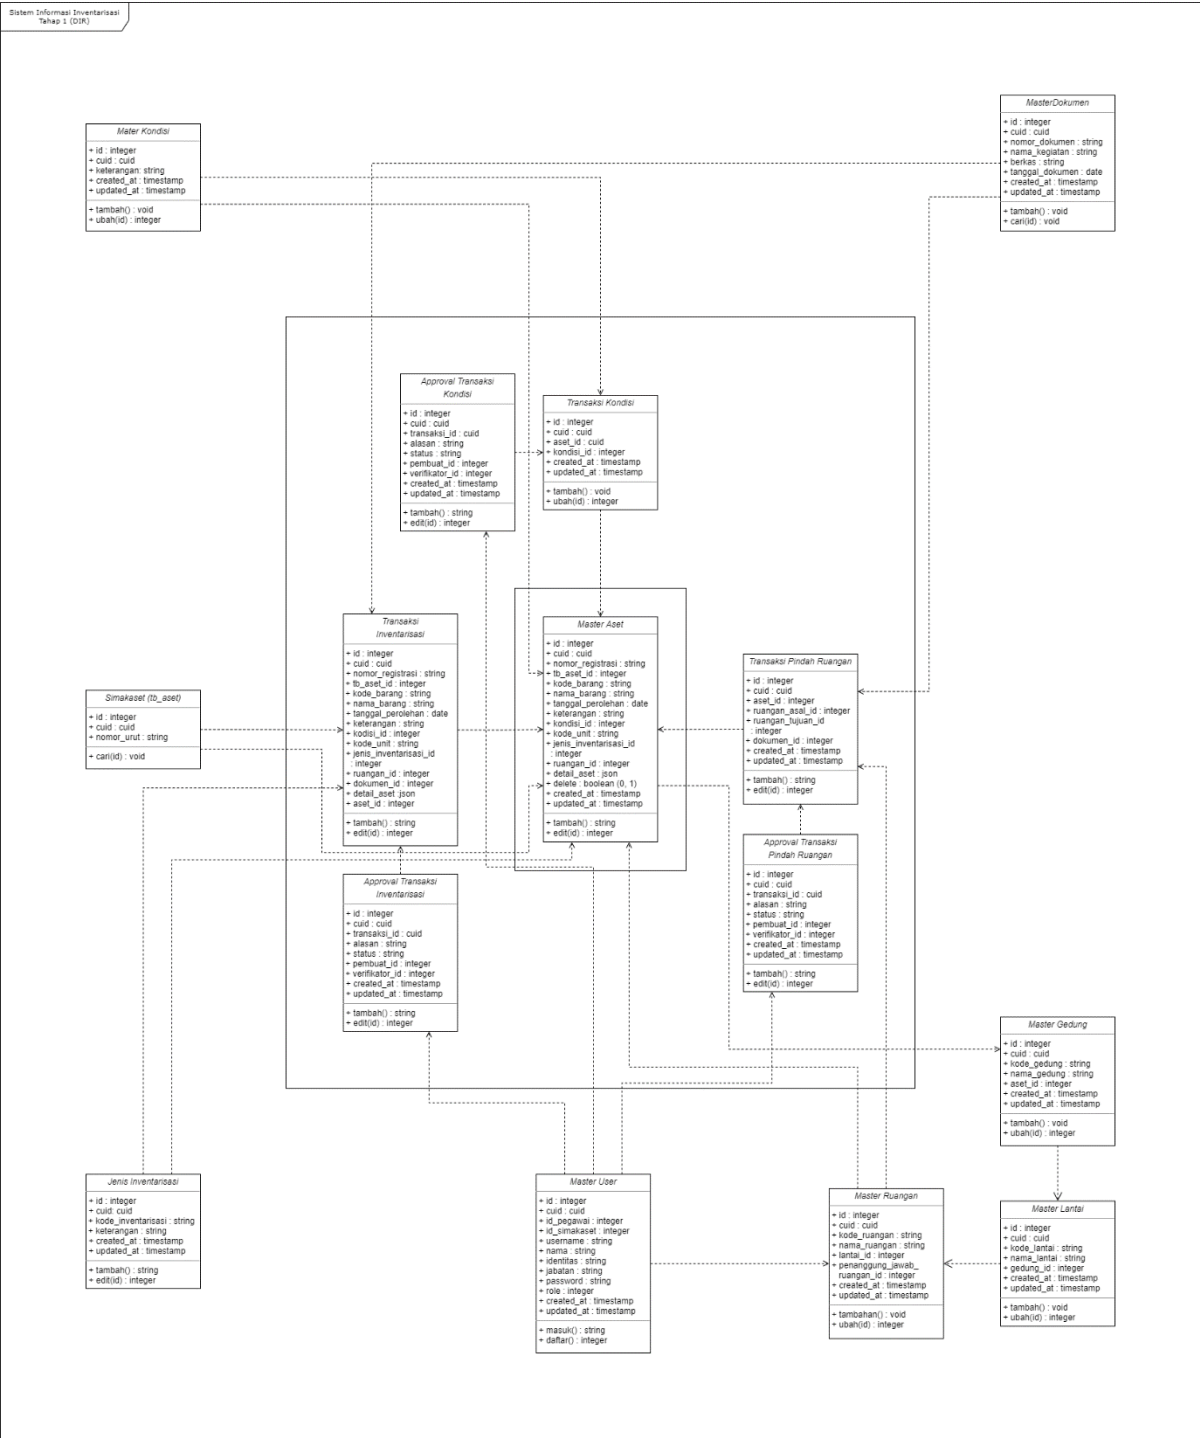 Sistem Informasi Inventarisasi
Tahap 1 (DIR)
Mater Kondisi
+ id : integer
+ cuid : cuid
+ keterangan: string
+ created_at : timestamp
+ updated_at : timestamp
+ tambah() : void
+ ubah(id) : integer
MasterDokumen
+ id : integer
+ cuid : cuid
+ nomor_dokumen : string
+ nama_kegiatan : string
+ berkas : string
+ tanggal_dokumen : date
+ created_at : timestamp
+ updated_at : timestamp
+ tambah() : void
+ cari(id) : void
Approval Transaksi
Kondisi
+ id : integer
+ cuid : cuid
+ transaksi_id : cuid
+ alasan : string
+ status : string
+ pembuat_id : integer
+ verifikator_id : integer
+ created_at : timestamp
+ updated_at : timestamp
+ tambah() : string
+ edit(id) : integer
Transaksi Kondisi
+ id : integer
+ cuid : cuid
+ aset_id : cuid
+ kondisi_id : integer
+ created_at : timestamp
+ updated_at : timestamp
+ tambah() : void
+ ubah(id) : integer
Transaksi
Inventarisasi
+ id : integer
+ cuid : cuid
+ nomor_registrasi : string
+ tb_aset_id : integer
+ kode_barang : string
+ nama_barang : string
+ tanggal_perolehan : date
+ keterangan : string
+ kodisi_id : integer
+ kode_unit : string
+ jenis_inventarisasi_id
: integer
+ ruangan_id : integer
+ dokumen_id : integer
+ detail_aset :json
+ aset_id : integer
+ tambah() : string
+ edit(id) : integer
Master Aset
+ id : integer
+ cuid : cuid
+ nomor_registrasi : string
+ tb_aset_id : integer
+ kode_barang : string
+ nama_barang : string
+ tanggal_perolehan : date
+ keterangan : string
+ kondisi_id : integer
+ kode_unit : string
+ jenis_inventarisasi_id
: integer
+ ruangan_id : integer
+ detail_aset : json
+ delete : boolean (0, 1)
+ created_at : timestamp
+ updated_at : timestamp
+ tambah() : string
+ edit(id) : integer
Transaksi Pindah Ruangan
+ id : integer
+ cuid : cuid
+ aset_id : integer
+ ruangan_asal_id : integer
+ ruangan_tujuan_id
: integer
+ dokumen_id : integer
+ created_at : timestamp
+ updated_at : timestamp
+ tambah() : string
+ edit(id) : integer
Simakaset (tb_aset)
+ id : integer
+ cuid : cuid
+ nomor_urut : string
+ cari(id) : void
Approval Transaksi
Inventarisasi
+ id : integer
+ cuid : cuid
+ transaksi_id : cuid
+ alasan : string
+ status : string
+ pembuat_id : integer
+ verifikator_id : integer
+ created_at : timestamp
+ updated_at : timestamp
+ tambah() : string
+ edit(id) : integer
Approval Transaksi
Pindah Ruangan
+ id : integer
+ cuid : cuid
+ transaksi_id : cuid
+ alasan : string
+ status : string
+ pembuat_id : integer
+ verifikator_id : integer
+ created_at : timestamp
+ updated_at : timestamp
+ tambah() : string
+ edit(id) : integer
Master Gedung
+ id : integer
+ cuid : cuid
+ kode_gedung : string
+ nama_gedung : string
+ aset_id : integer
+ created_at : timestamp
+ updated_at : timestamp
+ tambah() : void
+ ubah(id) : integer
Jenis Inventarisasi
+ id : integer
+ cuid: cuid
+ kode_inventarisasi : string
+ keterangan : string
+ created_at : timestamp
+ updated_at : timestamp
+ tambah() : string
+ edit(id) : integer
Master User
+ id : integer
+ cuid : cuid
+ id_pegawai : integer
+ id_simakaset : integer
+ username : string
+ nama : string
+ identitas : string
+ jabatan : string
+ password : string
+ role : integer
+ created_at : timestamp
+ updated_at : timestamp
+ masuk() : string
+ daftar() : integer
Master Ruangan
+ id : integer
+ cuid : cuid
+ kode_ruangan : string
+ nama_ruangan : string
+ lantai_id : integer
+ penanggung_jawab_
ruangan_id : integer
+ created_at : timestamp
+ updated_at : timestamp
+ tambahan() : void
+ ubah(id) : integer
Master Lantai
+ id : integer
+ cuid : cuid
+ kode_lantai : string
+ nama_lantai : string
+ gedung_id : integer
+ created_at : timestamp
+ updated_at : timestamp
+ tambah() : void
+ ubah(id) : integer